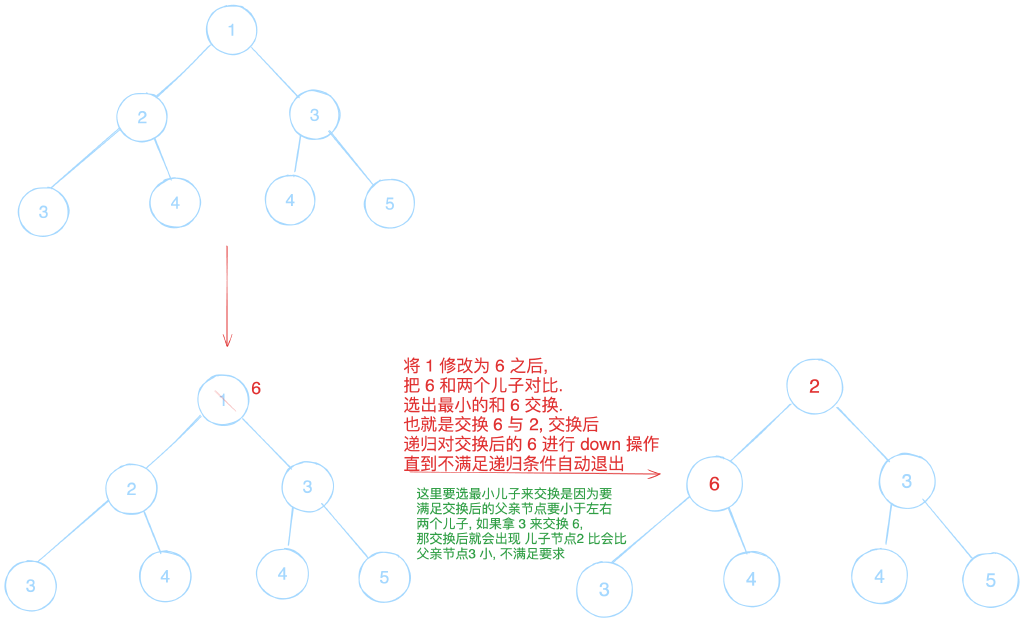 1
2
3
3
4
4
5
1
6
2
3
3
4
4
5
将 1 修改为 6 之后,
把 6 和两个儿子对比.
选出最小的和 6 交换.
也就是交换 6 与 2, 交换后
递归对交换后的 6 进行 down 操作
直到不满足递归条件自动退出
这里要选最小儿子来交换是因为要
满足交换后的父亲节点要小于左右
两个儿子, 如果拿 3 来交换 6,
那交换后就会出现 儿子节点2 比会比
父亲节点3 小, 不满足要求
2
6
3
3
4
4
5